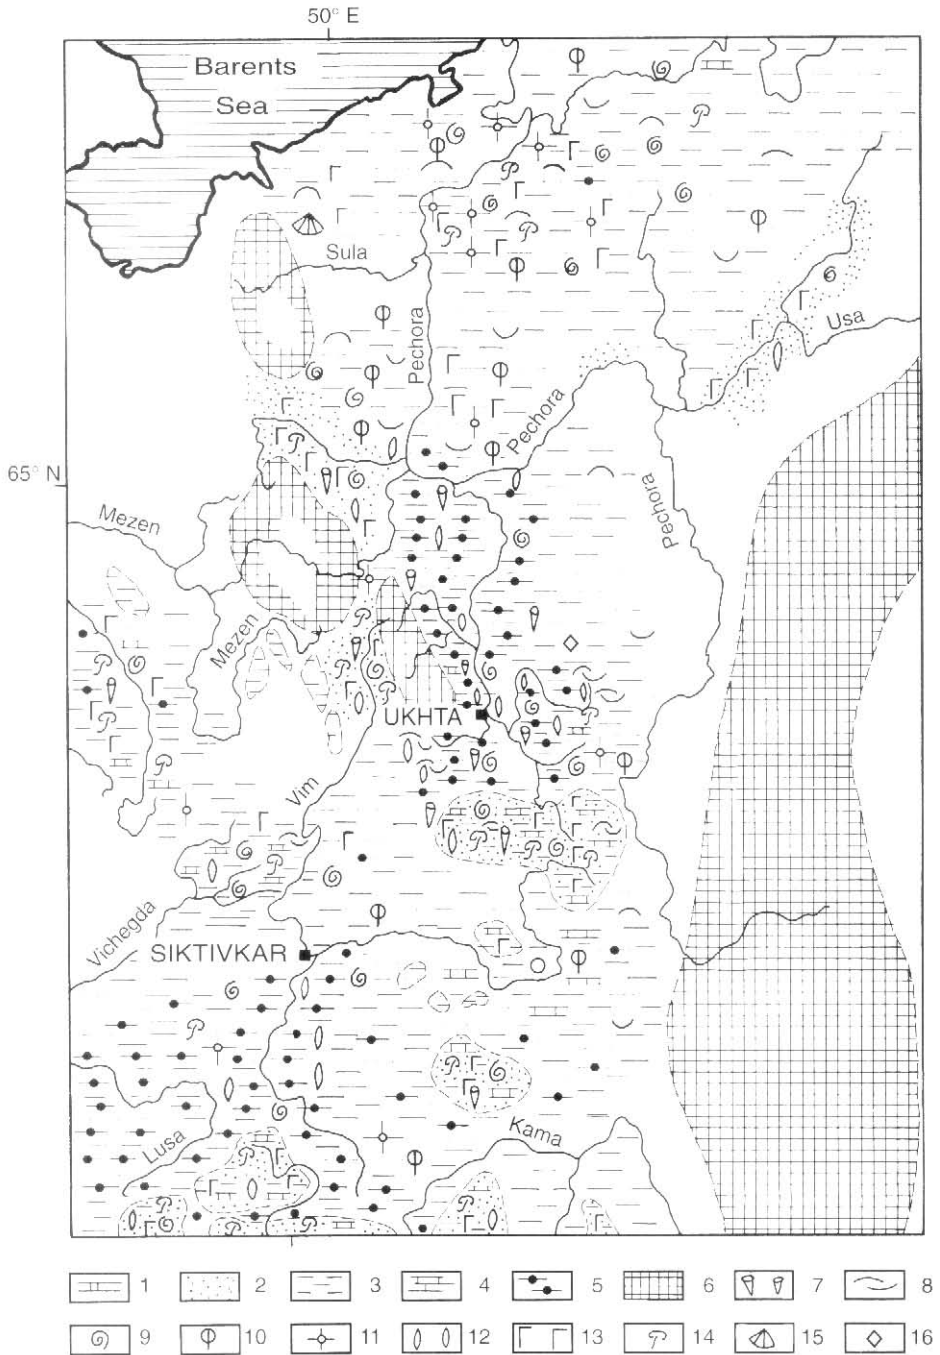 50° E
Barents
Sea
Sula
Pechora
Usa
Pechora
65° N
Pechora
Mezen
Mezen
UKHTA
Vim
Vichegda
SIKTIVKAR
Kama
Lusa
1 2 3 4 5 6 7 8
9 10 11 12 13 14 15 16